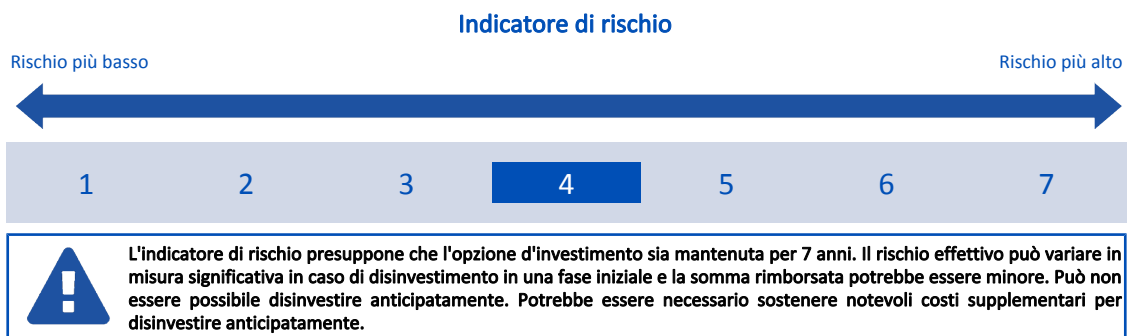 Indicatore di rischio
Rischio più basso
Rischio più alto
1 2 3 4 5 6 7
L'indicatore di rischio presuppone che l'opzione d'investimento sia mantenuta per 7 anni. Il rischio effettivo può variare in
misura significativa in caso di disinvestimento in una fase iniziale e la somma rimborsata potrebbe essere minore. Può non
essere possibile disinvestire anticipatamente. Potrebbe essere necessario sostenere notevoli costi supplementari per
disinvestire anticipatamente.